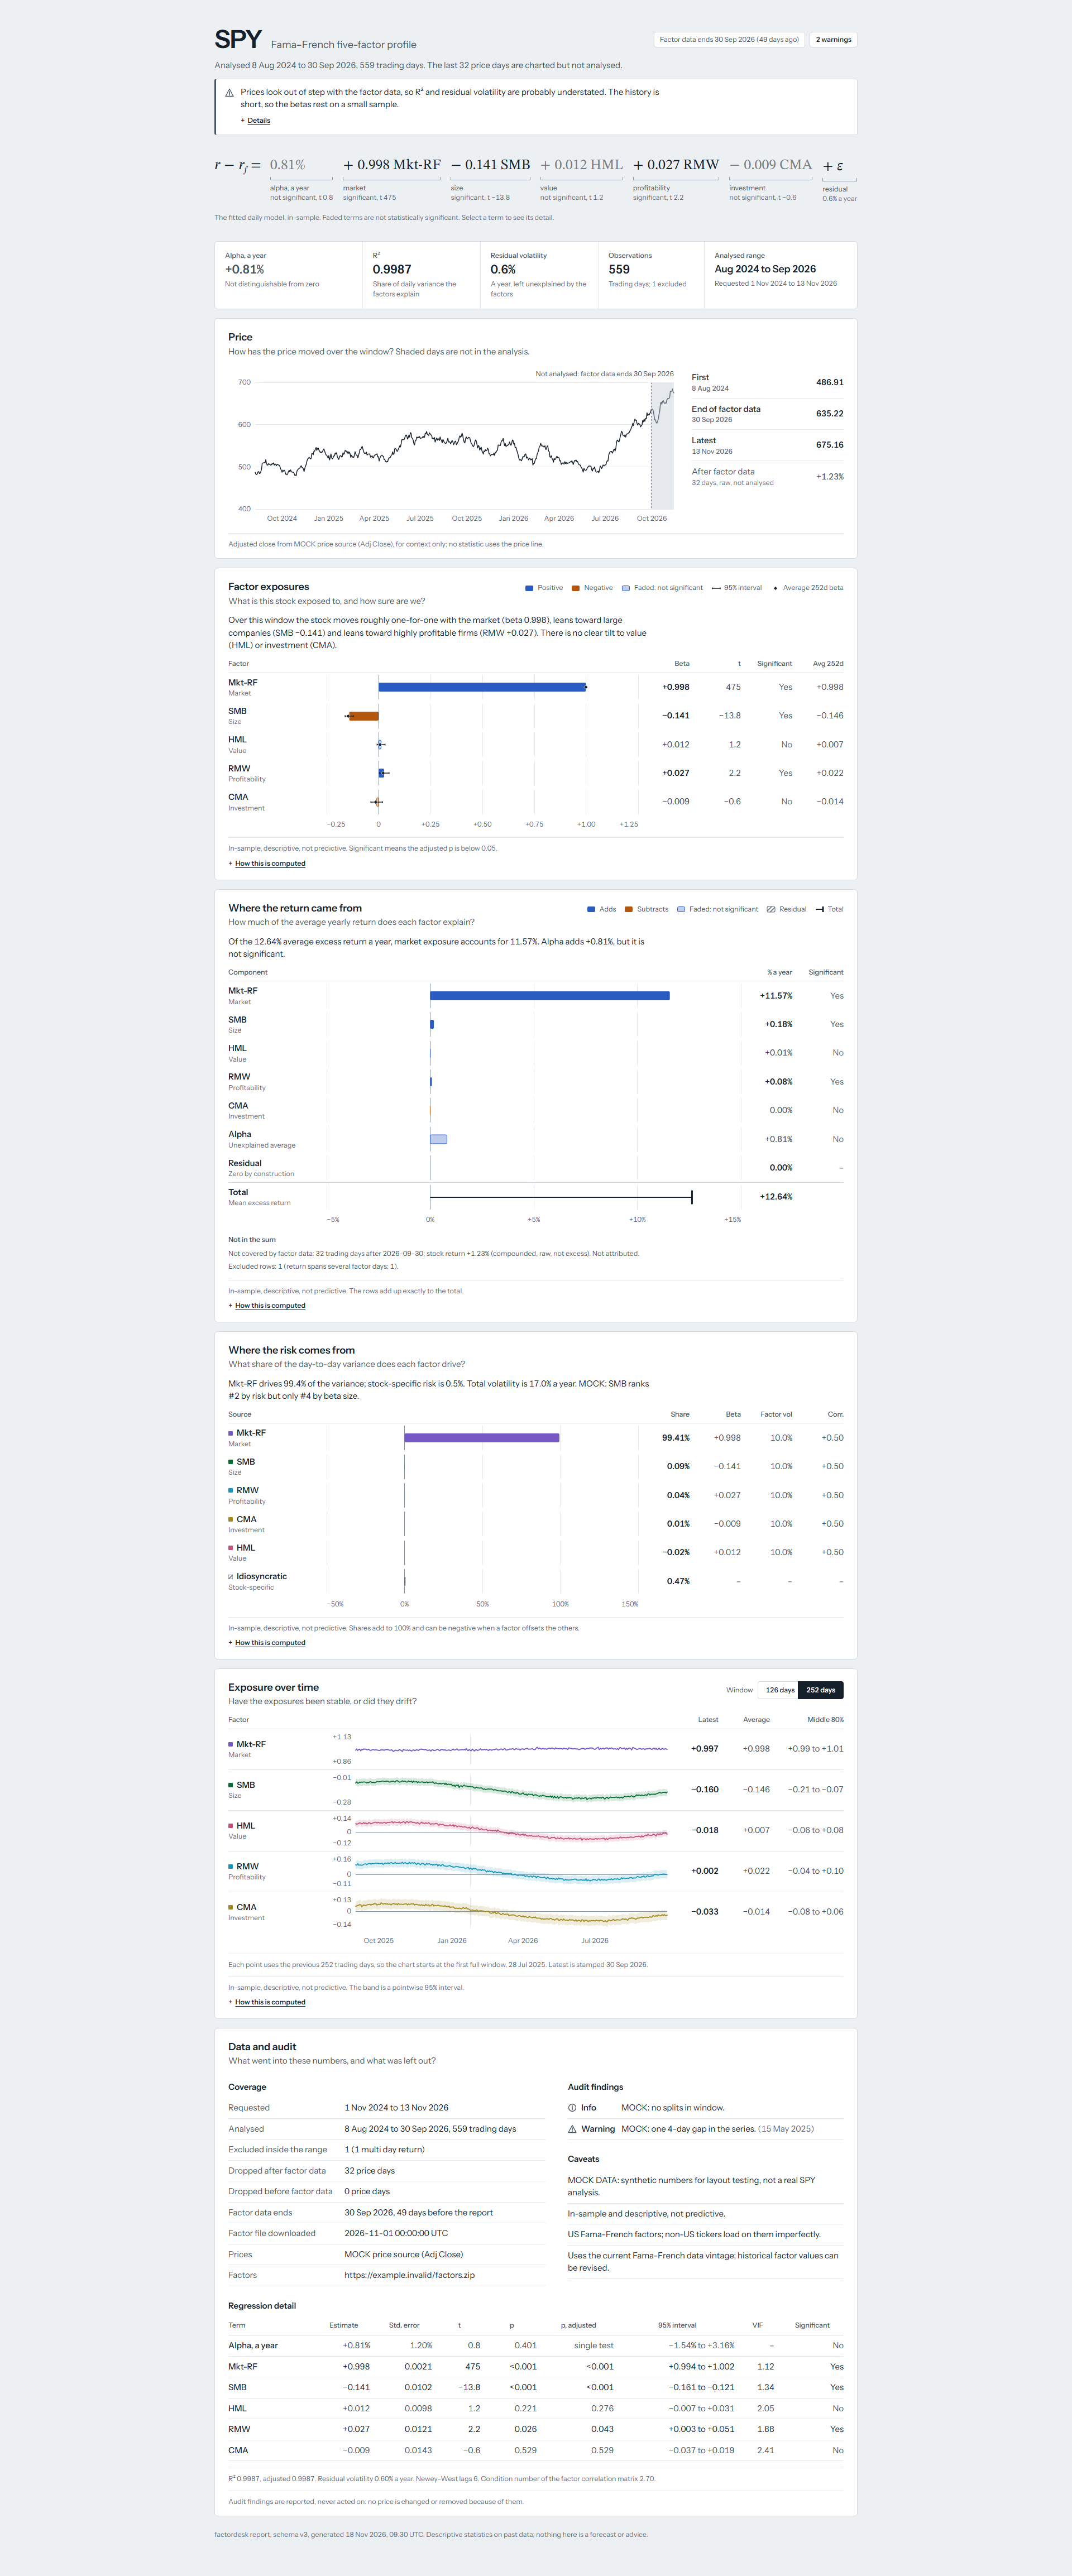 SPY Fama–French five-factor profile
Factor data ends 30 Sep 2026 (49 days ago) 2 warnings
Analysed 8 Aug 2024 to 30 Sep 2026, 559 trading days. The last 32 price days are charted but not analysed.
Prices look out of step with the factor data, so R² and residual volatility are probably understated. The history is
short, so the betas rest on a small sample.
+ Details
r − rf = 0.81% + 0.998 Mkt-RF − 0.141 SMB + 0.012 HML + 0.027 RMW − 0.009 CMA + ε
alpha, a year market size value profitability investment residual
not significant, t 0.8 significant, t 475 significant, t −13.8 not significant, t 1.2 significant, t 2.2 not significant, t −0.6 0.6% a year
The fitted daily model, in-sample. Faded terms are not statistically significant. Select a term to see its detail.
Alpha, a year R² Residual volatility Observations Analysed range
+0.81% 0.9987 0.6% 559 Aug 2024 to Sep 2026
Not distinguishable from zero Share of daily variance the A year, left unexplained by the Trading days; 1 excluded Requested 1 Nov 2024 to 13 Nov 2026
factors explain factors
Price
How has the price moved over the window? Shaded days are not in the analysis.
Not analysed: factor data ends 30 Sep 2026
700
600
500
400
Oct 2024 Jan 2025 Apr 2025 Jul 2025 Oct 2025 Jan 2026 Apr 2026 Jul 2026 Oct 2026
First 486.91
8 Aug 2024
End of factor data 635.22
30 Sep 2026
Latest 675.16
13 Nov 2026
After factor data +1.23%
32 days, raw, not analysed
Adjusted close from MOCK price source (Adj Close), for context only; no statistic uses the price line.
Factor exposures
Positive Negative Faded: not significant 95% interval Average 252d beta
What is this stock exposed to, and how sure are we?
Over this window the stock moves roughly one-for-one with the market (beta 0.998), leans toward large
companies (SMB −0.141) and leans toward highly profitable firms (RMW +0.027). There is no clear tilt to value
(HML) or investment (CMA).
Factor Beta t Significant Avg 252d
Mkt-RF +0.998 475 Yes +0.998
Market
SMB −0.141 −13.8 Yes −0.146
Size
HML +0.012 1.2 No +0.007
Value
RMW +0.027 2.2 Yes +0.022
Profitability
CMA −0.009 −0.6 No −0.014
Investment
−0.25 0 +0.25 +0.50 +0.75 +1.00 +1.25
In-sample, descriptive, not predictive. Significant means the adjusted p is below 0.05.
+ How this is computed
Where the return came from
Adds Subtracts Faded: not significant Residual Total
How much of the average yearly return does each factor explain?
Of the 12.64% average excess return a year, market exposure accounts for 11.57%. Alpha adds +0.81%, but it is
not significant.
Component % a year Significant
Mkt-RF +11.57% Yes
Market
SMB +0.18% Yes
Size
HML +0.01% No
Value
RMW +0.08% Yes
Profitability
CMA 0.00% No
Investment
Alpha +0.81% No
Unexplained average
Residual 0.00% –
Zero by construction
Total +12.64%
Mean excess return
−5% 0% +5% +10% +15%
Not in the sum
Not covered by factor data: 32 trading days after 2026-09-30; stock return +1.23% (compounded, raw, not excess). Not attributed.
Excluded rows: 1 (return spans several factor days: 1).
In-sample, descriptive, not predictive. The rows add up exactly to the total.
+ How this is computed
Where the risk comes from
What share of the day-to-day variance does each factor drive?
Mkt-RF drives 99.4% of the variance; stock-specific risk is 0.5%. Total volatility is 17.0% a year. MOCK: SMB ranks
#2 by risk but only #4 by beta size.
Source Share Beta Factor vol Corr.
Mkt-RF 99.41% +0.998 10.0% +0.50
Market
SMB 0.09% −0.141 10.0% +0.50
Size
RMW 0.04% +0.027 10.0% +0.50
Profitability
CMA 0.01% −0.009 10.0% +0.50
Investment
HML −0.02% +0.012 10.0% +0.50
Value
Idiosyncratic 0.47% – – –
Stock-specific
−50% 0% 50% 100% 150%
In-sample, descriptive, not predictive. Shares add to 100% and can be negative when a factor offsets the others.
+ How this is computed
Exposure over time
Window 126 days 252 days
Have the exposures been stable, or did they drift?
Factor Latest Average Middle 80%
+1.13
Mkt-RF +0.997 +0.998 +0.99 to +1.01
Market
+0.86
−0.01
SMB −0.160 −0.146 −0.21 to −0.07
Size
−0.28
+0.14
HML 0 −0.018 +0.007 −0.06 to +0.08
Value
−0.12
+0.16
RMW 0 +0.002 +0.022 −0.04 to +0.10
Profitability
−0.11
+0.13
CMA 0 −0.033 −0.014 −0.08 to +0.06
Investment
−0.14
Oct 2025 Jan 2026 Apr 2026 Jul 2026
Each point uses the previous 252 trading days, so the chart starts at the first full window, 28 Jul 2025. Latest is stamped 30 Sep 2026.
In-sample, descriptive, not predictive. The band is a pointwise 95% interval.
+ How this is computed
Data and audit
What went into these numbers, and what was left out?
Coverage
Requested 1 Nov 2024 to 13 Nov 2026
Analysed 8 Aug 2024 to 30 Sep 2026, 559 trading days
Excluded inside the range 1 (1 multi day return)
Dropped after factor data 32 price days
Dropped before factor data 0 price days
Factor data ends 30 Sep 2026, 49 days before the report
Factor file downloaded 2026-11-01 00:00:00 UTC
Prices MOCK price source (Adj Close)
Factors https://example.invalid/factors.zip
Audit findings
Info MOCK: no splits in window.
Warning MOCK: one 4-day gap in the series. (15 May 2025)
Caveats
MOCK DATA: synthetic numbers for layout testing, not a real SPY
analysis.
In-sample and descriptive, not predictive.
US Fama-French factors; non-US tickers load on them imperfectly.
Uses the current Fama-French data vintage; historical factor values can
be revised.
Regression detail
Term Estimate Std. error t p p, adjusted 95% interval VIF Significant
Alpha, a year +0.81% 1.20% 0.8 0.401 single test −1.54% to +3.16% – No
Mkt-RF +0.998 0.0021 475 <0.001 <0.001 +0.994 to +1.002 1.12 Yes
SMB −0.141 0.0102 −13.8 <0.001 <0.001 −0.161 to −0.121 1.34 Yes
HML +0.012 0.0098 1.2 0.221 0.276 −0.007 to +0.031 2.05 No
RMW +0.027 0.0121 2.2 0.026 0.043 +0.003 to +0.051 1.88 Yes
CMA −0.009 0.0143 −0.6 0.529 0.529 −0.037 to +0.019 2.41 No
R² 0.9987, adjusted 0.9987. Residual volatility 0.60% a year. Newey–West lags 6. Condition number of the factor correlation matrix 2.70.
Audit findings are reported, never acted on: no price is changed or removed because of them.
factordesk report, schema v3, generated 18 Nov 2026, 09:30 UTC. Descriptive statistics on past data; nothing here is a forecast or advice.